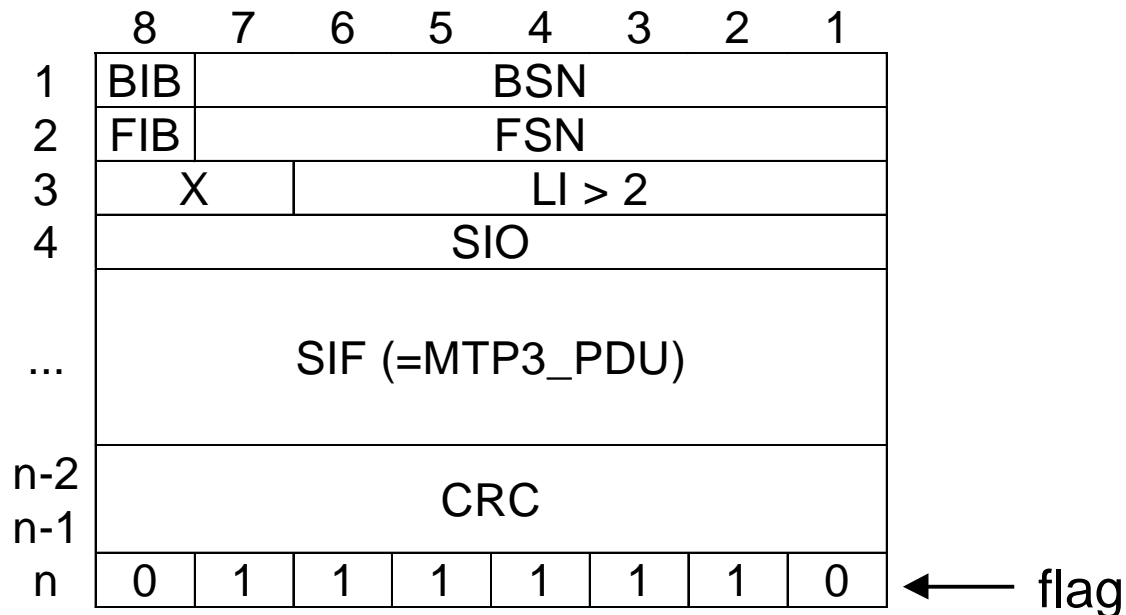 8 7 6 5 4 3 2 1
1 BIB BSN
2 FIB FSN
3 X LI > 2
4 SIO
... SIF (=MTP3_PDU)
n-2
CRC
n-1
n 0 1 1 1 1 1 1 0 flag